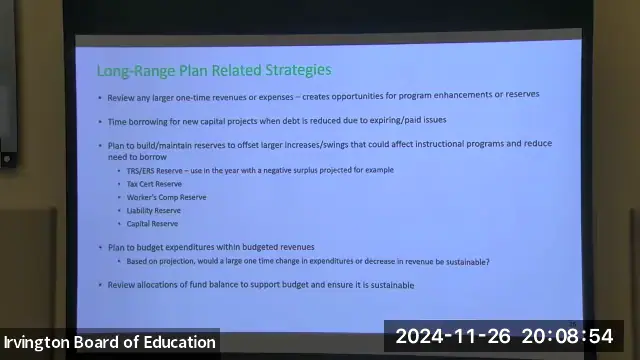 Long-Range Plan Related Strategies
• Review any larger one-time revenues or expenses – creates opportunities for program enhancements or reserves
• Time borrowing for new capital projects when debt is reduced due to expiring/paid issues
• Plan to build/maintain reserves to offset larger increases/swings that could affect instructional programs and reduce
need to borrow
• TRS/ERS Reserve – use in the year with a negative surplus projected for example
• Tax Cert Reserve
• Worker's Comp Reserve
• Liability Reserve
• Capital Reserve
• Plan to budget expenditures within budgeted revenues
• Based on projection, would a large one time change in expenditures or decrease in revenue be sustainable?
• Review allocations of fund balance to support budget and ensure it is sustainable
Irvington Board of Education
2024-11-26 20:08:54